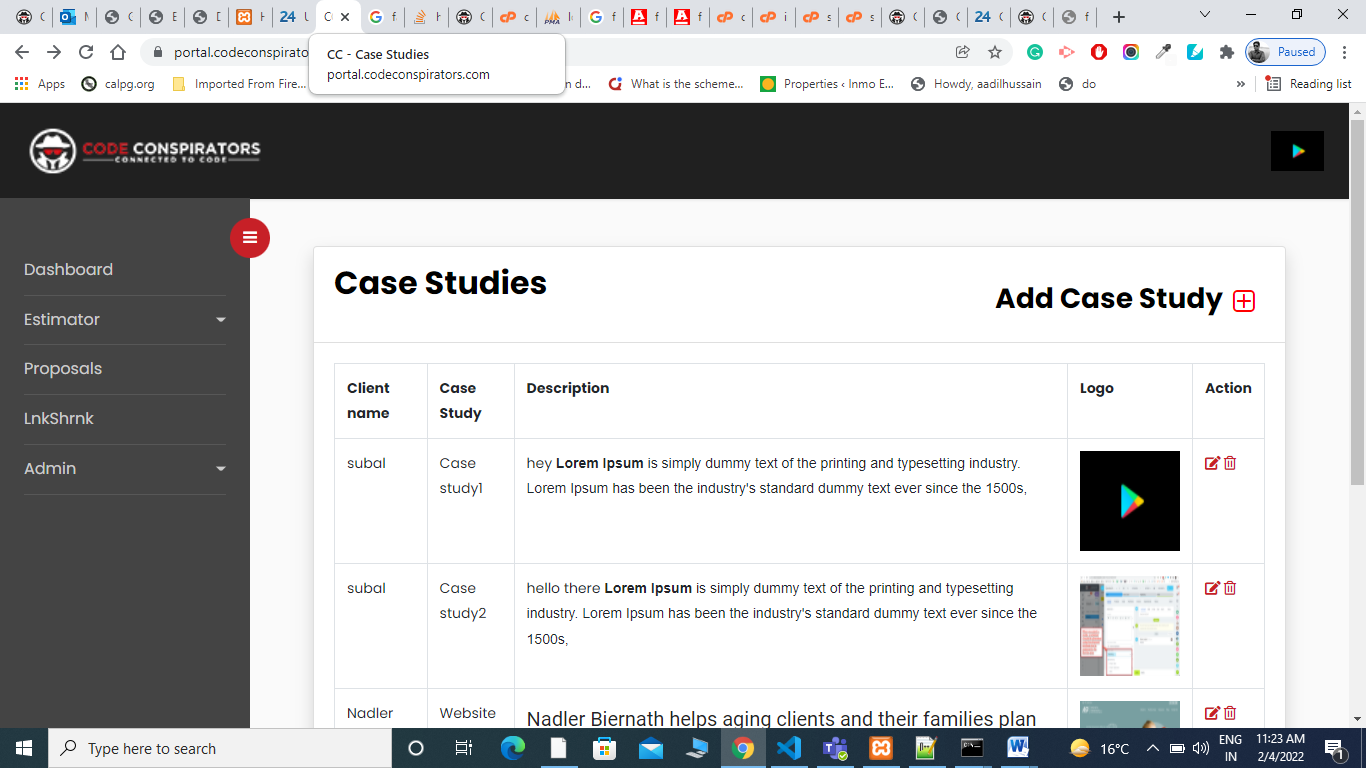 CC - Case Studies
portal.codeconspirators.com
portal.codeconspirato
Paused
Apps
calpg.org
Imported From Fire...
n d...
What is the scheme...
Properties ‹ Inmo E...
Howdy, aadilhussain
do
»
Reading list
CODE CONSPIRATORS
CONNECTED TO CODE
Dashboard
Estimator
Proposals
LnkShrnk
Admin
Case Studies
Add Case Study
Client name
Case Study
Description
Logo
Action
subal
Case study1
hey Lorem Ipsum is simply dummy text of the printing and typesetting industry.
Lorem Ipsum has been the industry's standard dummy text ever since the 1500s,
subal
Case study2
hello there Lorem Ipsum is simply dummy text of the printing and typesetting
industry. Lorem Ipsum has been the industry's standard dummy text ever since the
1500s,
Nadler
Website
Nadler Biernath helps aging clients and their families plan
Type here to search
16°C
ENG
IN
11:23 AM
2/4/2022
1